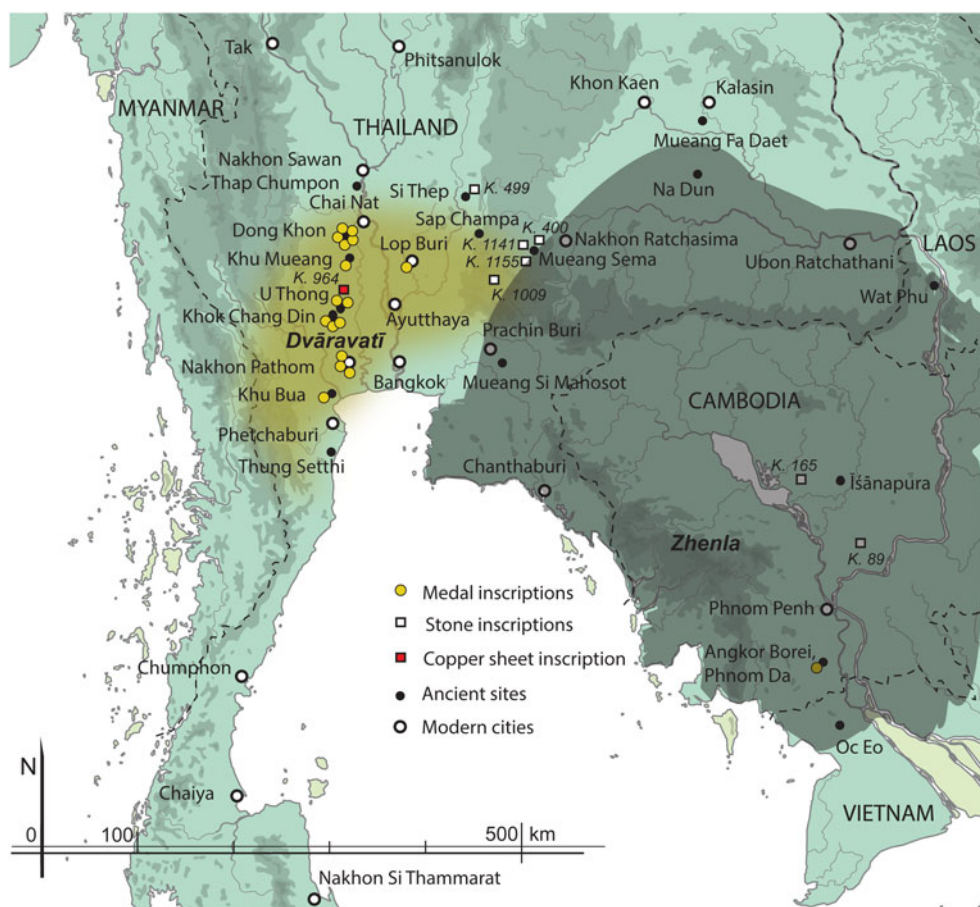 Tak
Phitsanulok
Khon Kaen
Kalasin
MYANMAR
THAILAND
Mueang Fa Daet
Nakhon Sawan
Thap Chumpon
Si Thep
K. 499
Na Dun
Chai Nat
Sap Champa
K. 400
Dong Khon
Lop Buri
K. 1141
Nakhon Ratchasima
LAOS
Khu Mueang
K. 1155
Mueang Sema
Ubon Ratchathani
K. 964
U Thong
K. 1009
Wat Phu
Khok Chang Din
Ayutthaya
Prachin Buri
Dvāravatī
Nakhon Pathom
Bangkok
Mueang Si Mahosot
Khu Bua
CAMBODIA
Phetchaburi
Thung Setthi
Chanthaburi
K. 165
Īśānapūra
Zhenla
K. 89
Medal inscriptions
Stone inscriptions
Copper sheet inscription
Ancient sites
Modern cities
Phnom Penh
Angkor Borei,
Phnom Da
Chumphon
Oc Eo
N
Chaiya
VIETNAM
0
100
500 km
Nakhon Si Thammarat